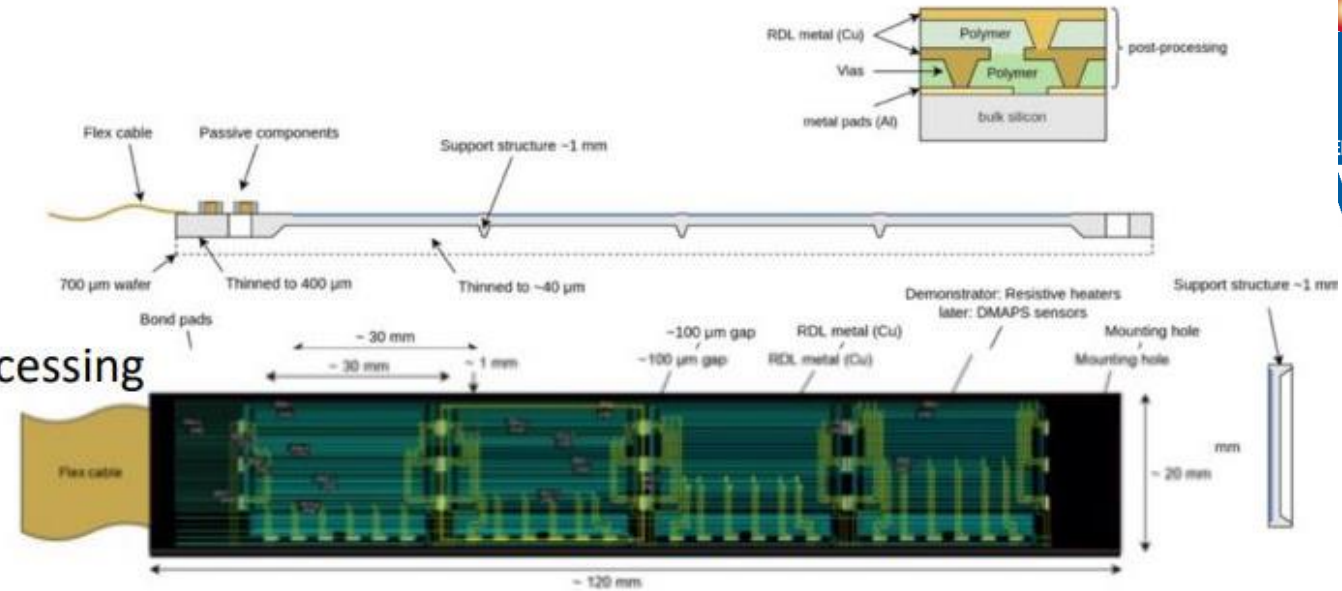 RDL metal (Cu)
Polymer
post-processing
Vias
Polymer
metal pads (Al)
bulk silicon
Flex cable
Passive components
Support structure ~1 mm
700 µm wafer
Thinned to 400 µm
Thinned to ~40 µm
Demonstrator: Resistive heaters
later: DMAPS sensors
Support structure ~1 mm
Bond pads
~ 30 mm
~100 µm gap
RDL metal (Cu)
Mounting hole
cessing
~ 30 mm
~ 1 mm
~100 µm gap
RDL metal (Cu)
Mounting hole
Flex cable
mm
~ 20 mm
~ 120 mm